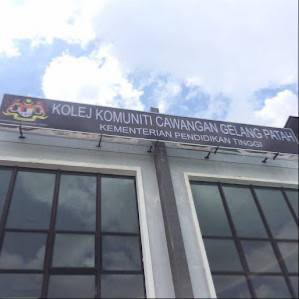 KOLEJ KOMUNITI CAWANGAN GELANG PATAH
KEMENTERIAN PENDIDIKAN TINGGI